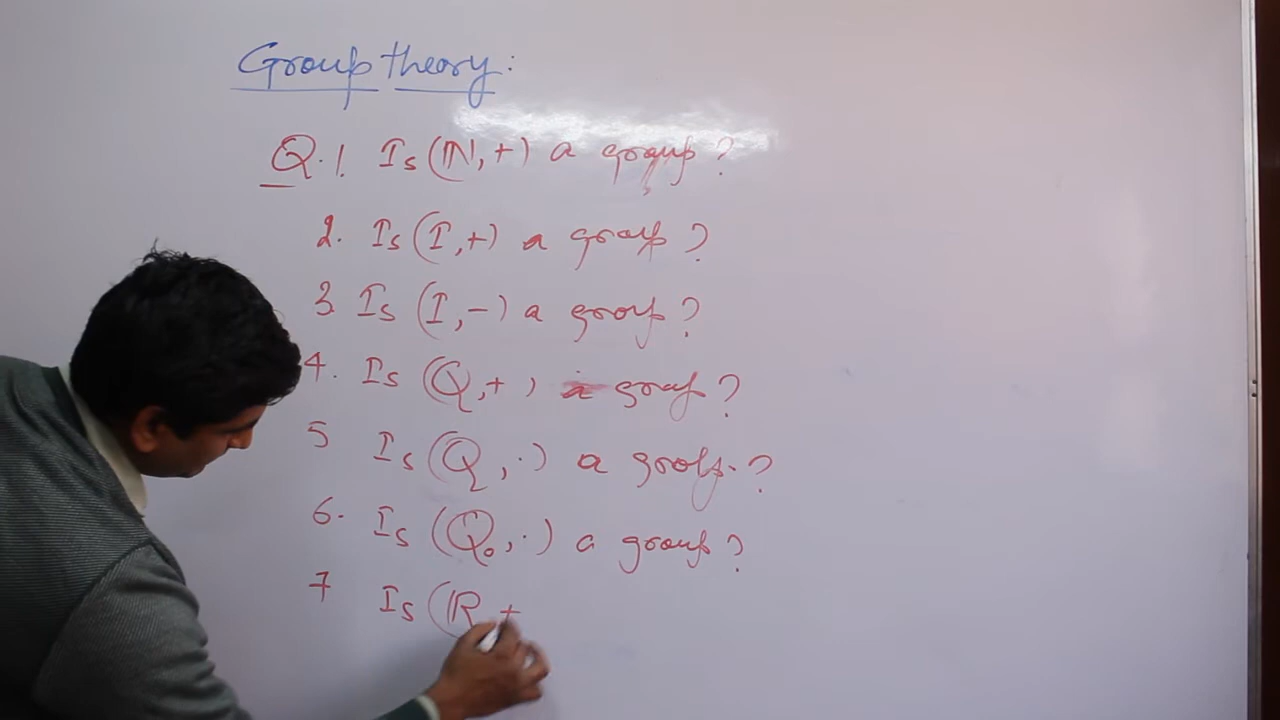 Group theory:
Q.1. Is (ℕ, +) a group?
2. Is (I, +) a group?
3. Is (I, -) a group?
4. Is (Q, +) a group?
5 Is (Q, ·) a group.?
6. Is (Q₀, ·) a group?
7 Is (ℝ, +